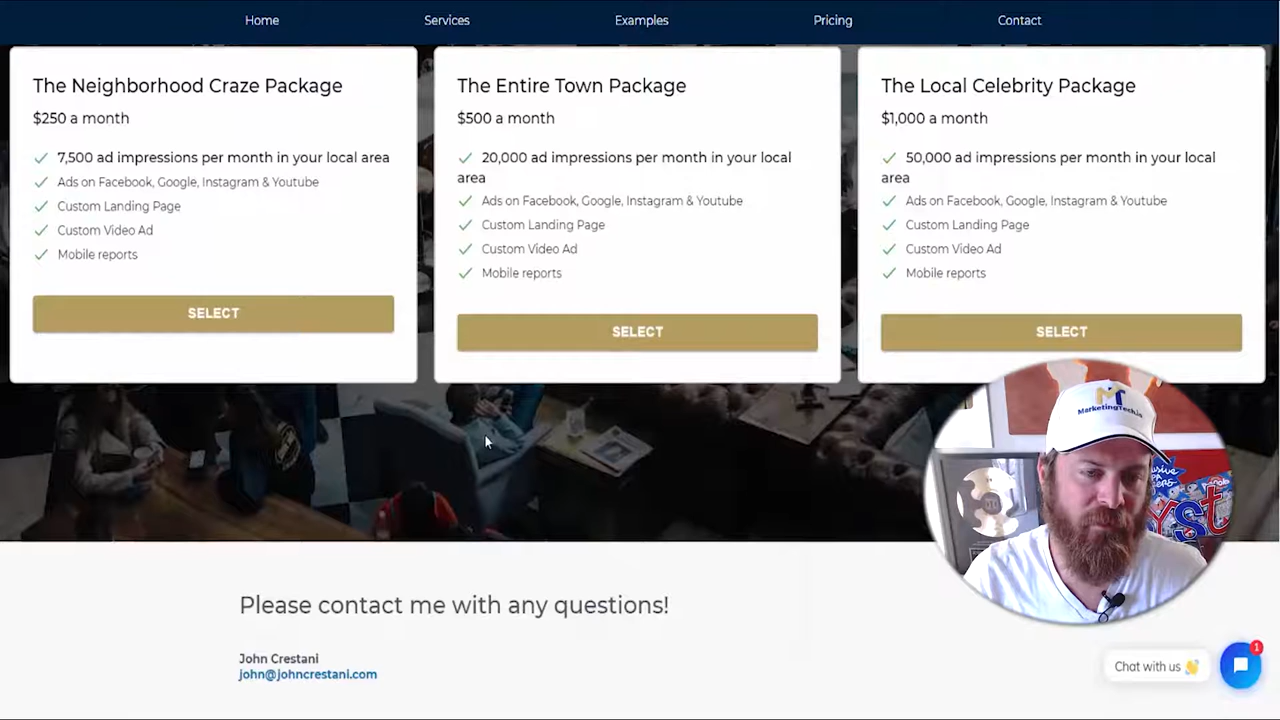 Home Services Examples Pricing Contact
The Neighborhood Craze Package
$250 a month
7,500 ad impressions per month in your local area
Ads on Facebook, Google, Instagram & Youtube
Custom Landing Page
Custom Video Ad
Mobile reports
SELECT
The Entire Town Package
$500 a month
20,000 ad impressions per month in your local
area
Ads on Facebook, Google, Instagram & Youtube
Custom Landing Page
Custom Video Ad
Mobile reports
SELECT
The Local Celebrity Package
$1,000 a month
50,000 ad impressions per month in your local
area
Ads on Facebook, Google, Instagram & Youtube
Custom Landing Page
Custom Video Ad
Mobile reports
SELECT
MT
MarketingTech.io
Please contact me with any questions!
John Crestani
john@johncrestani.com
Chat with us
1